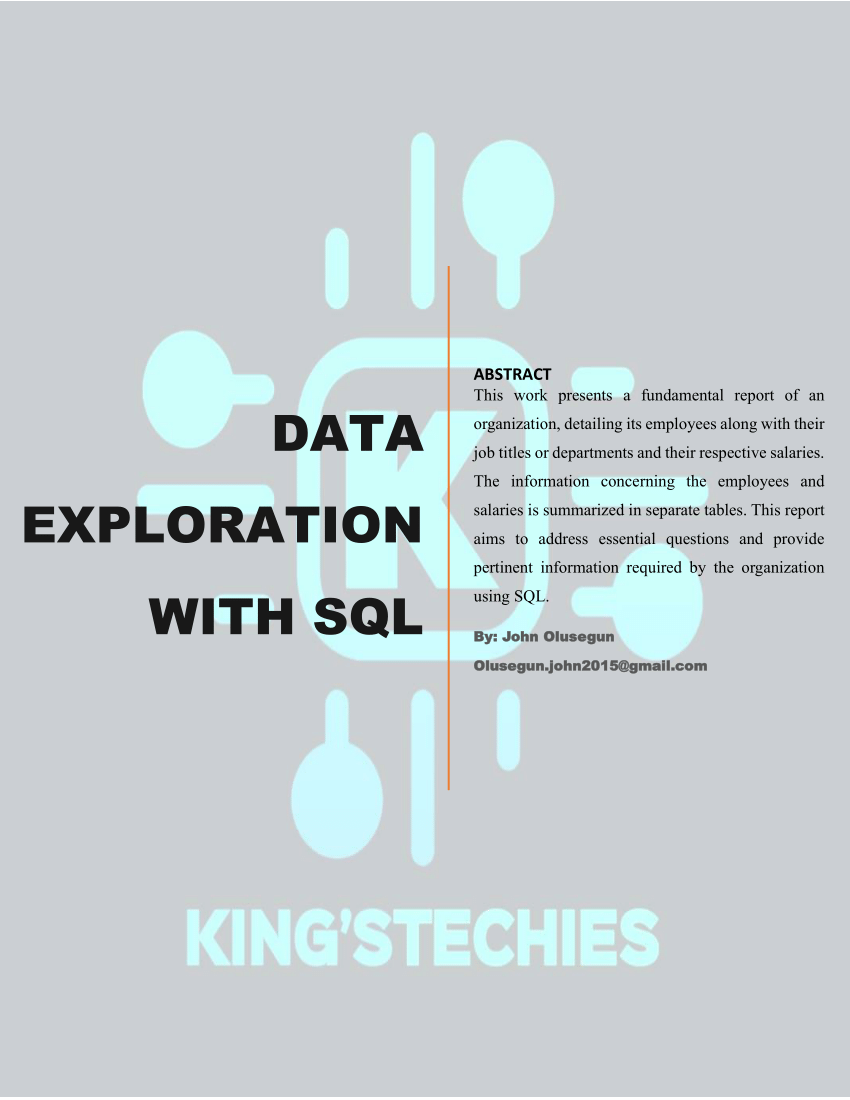 DATA
EXPLORATION
WITH SQL
ABSTRACT
This work presents a fundamental report of an
organization, detailing its employees along with their
job titles or departments and their respective salaries.
The information concerning the employees and
salaries is summarized in separate tables. This report
aims to address essential questions and provide
pertinent information required by the organization
using SQL.
By: John Olusegun
Olusegun.john2015@gmail.com
K
KING'STECHIES